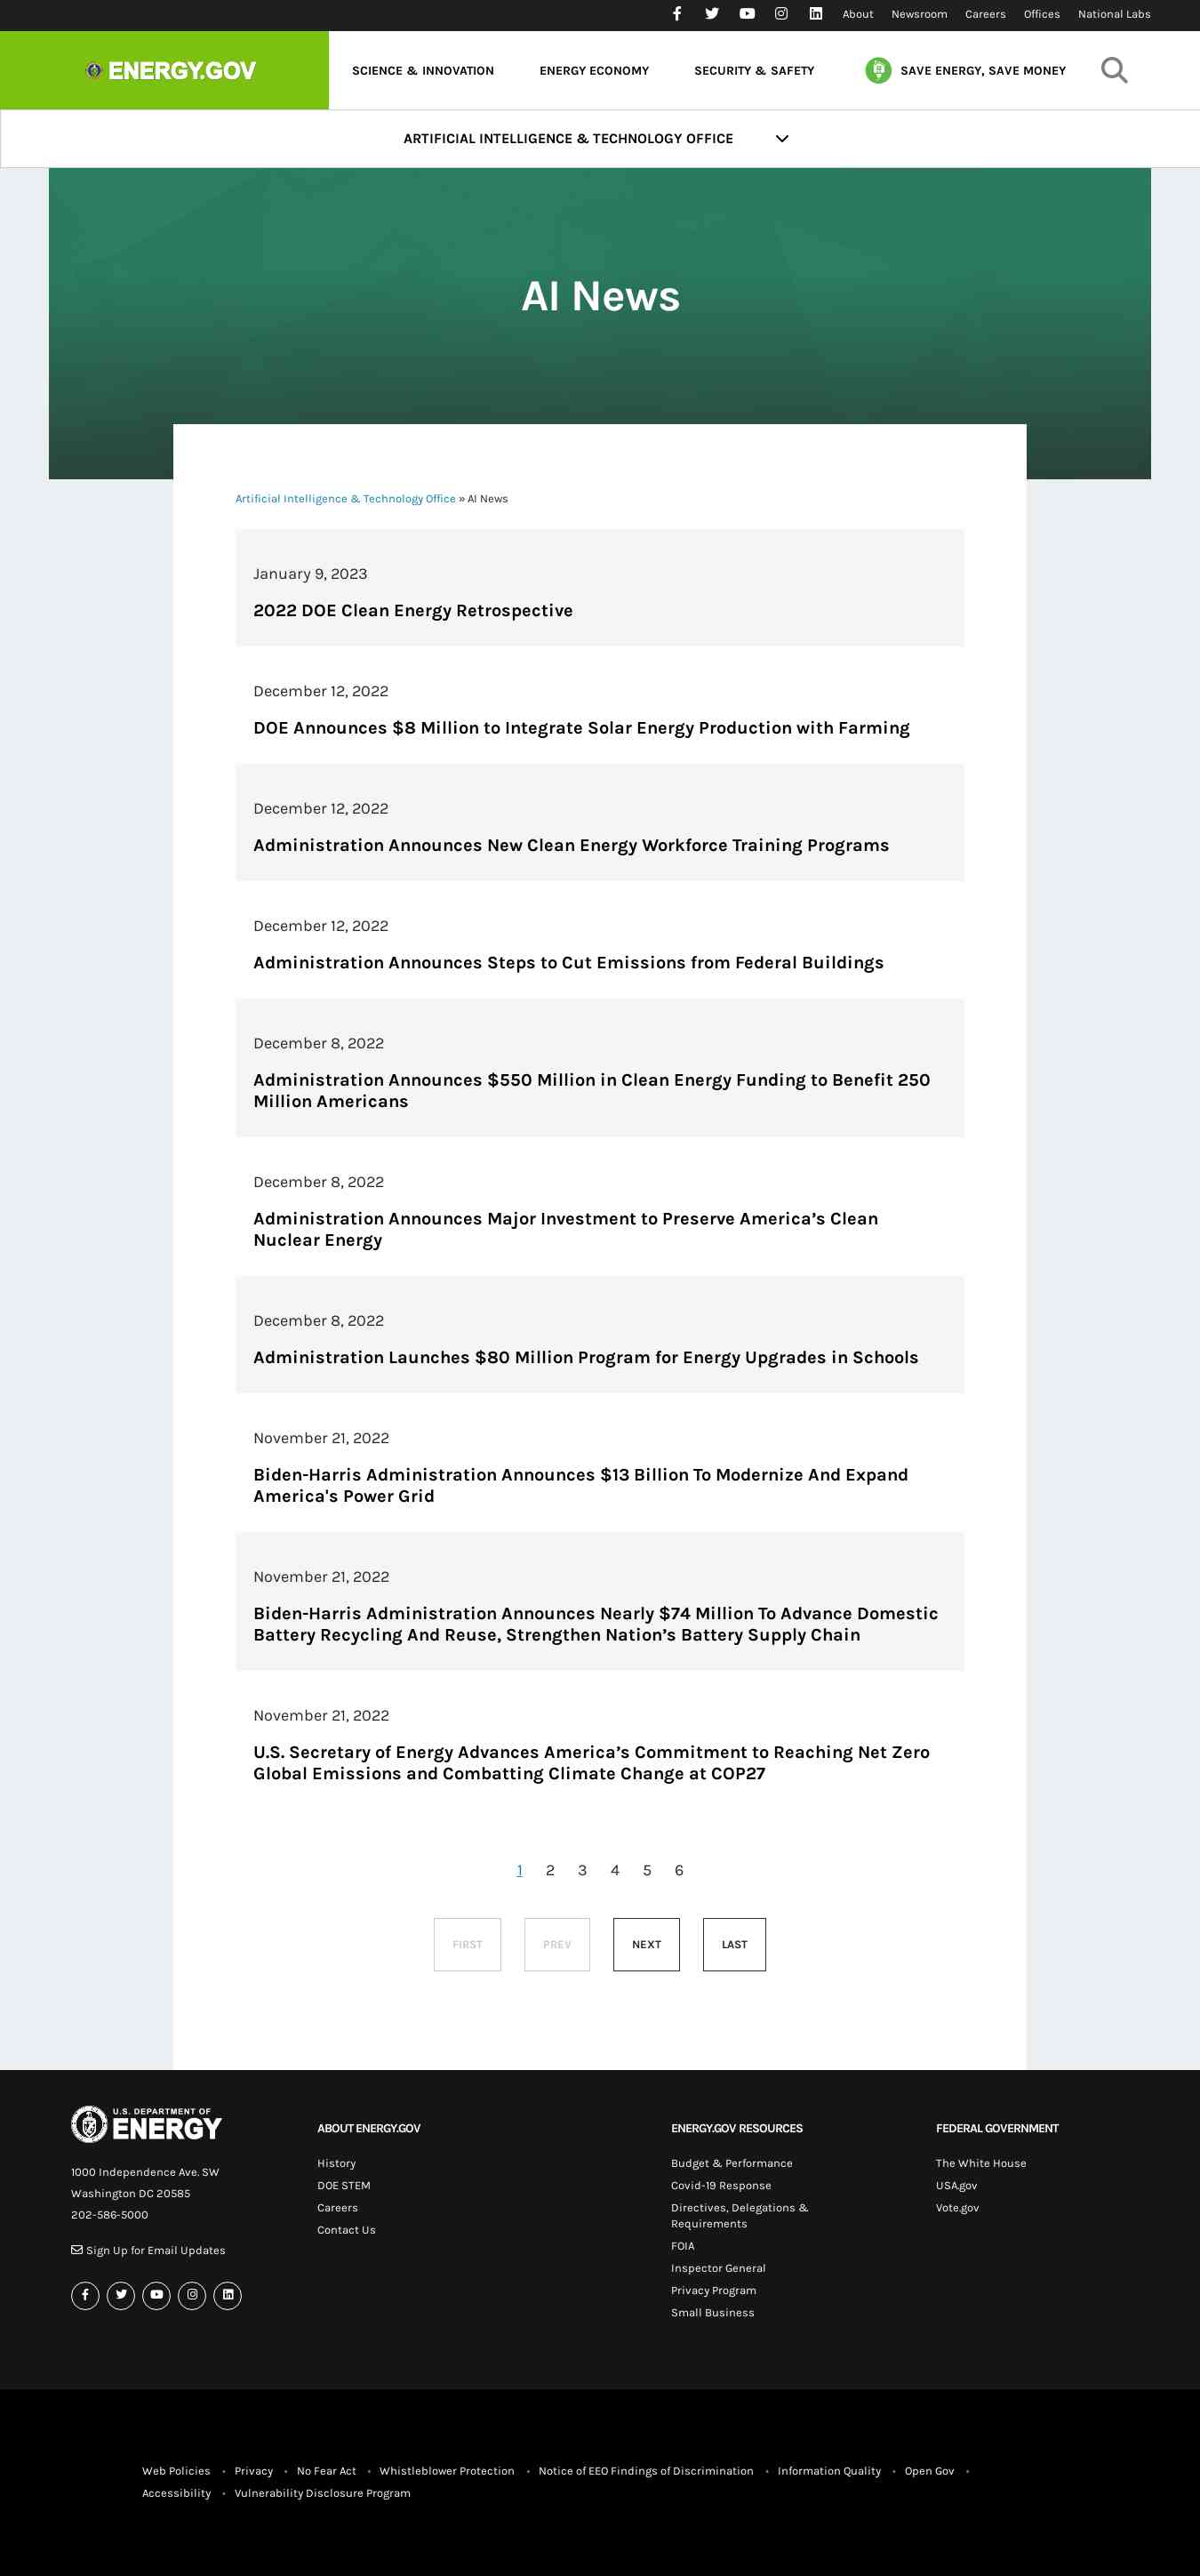 About Newsroom Careers Offices National Labs
ENERGY.GOV
SCIENCE & INNOVATION ENERGY ECONOMY SECURITY & SAFETY SAVE ENERGY, SAVE MONEY
ARTIFICIAL INTELLIGENCE & TECHNOLOGY OFFICE
AI News
Artificial Intelligence & Technology Office » AI News
January 9, 2023
2022 DOE Clean Energy Retrospective
December 12, 2022
DOE Announces $8 Million to Integrate Solar Energy Production with Farming
December 12, 2022
Administration Announces New Clean Energy Workforce Training Programs
December 12, 2022
Administration Announces Steps to Cut Emissions from Federal Buildings
December 8, 2022
Administration Announces $550 Million in Clean Energy Funding to Benefit 250
Million Americans
December 8, 2022
Administration Announces Major Investment to Preserve America’s Clean
Nuclear Energy
December 8, 2022
Administration Launches $80 Million Program for Energy Upgrades in Schools
November 21, 2022
Biden-Harris Administration Announces $13 Billion To Modernize And Expand
America's Power Grid
November 21, 2022
Biden-Harris Administration Announces Nearly $74 Million To Advance Domestic
Battery Recycling And Reuse, Strengthen Nation’s Battery Supply Chain
November 21, 2022
U.S. Secretary of Energy Advances America’s Commitment to Reaching Net Zero
Global Emissions and Combatting Climate Change at COP27
1 2 3 4 5 6
FIRST PREV NEXT LAST
U.S. DEPARTMENT OF
ENERGY
1000 Independence Ave. SW
Washington DC 20585
202-586-5000
Sign Up for Email Updates
ABOUT ENERGY.GOV
History
DOE STEM
Careers
Contact Us
ENERGY.GOV RESOURCES
Budget & Performance
Covid-19 Response
Directives, Delegations &
Requirements
FOIA
Inspector General
Privacy Program
Small Business
FEDERAL GOVERNMENT
The White House
USA.gov
Vote.gov
Web Policies • Privacy • No Fear Act • Whistleblower Protection • Notice of EEO Findings of Discrimination • Information Quality • Open Gov •
Accessibility • Vulnerability Disclosure Program